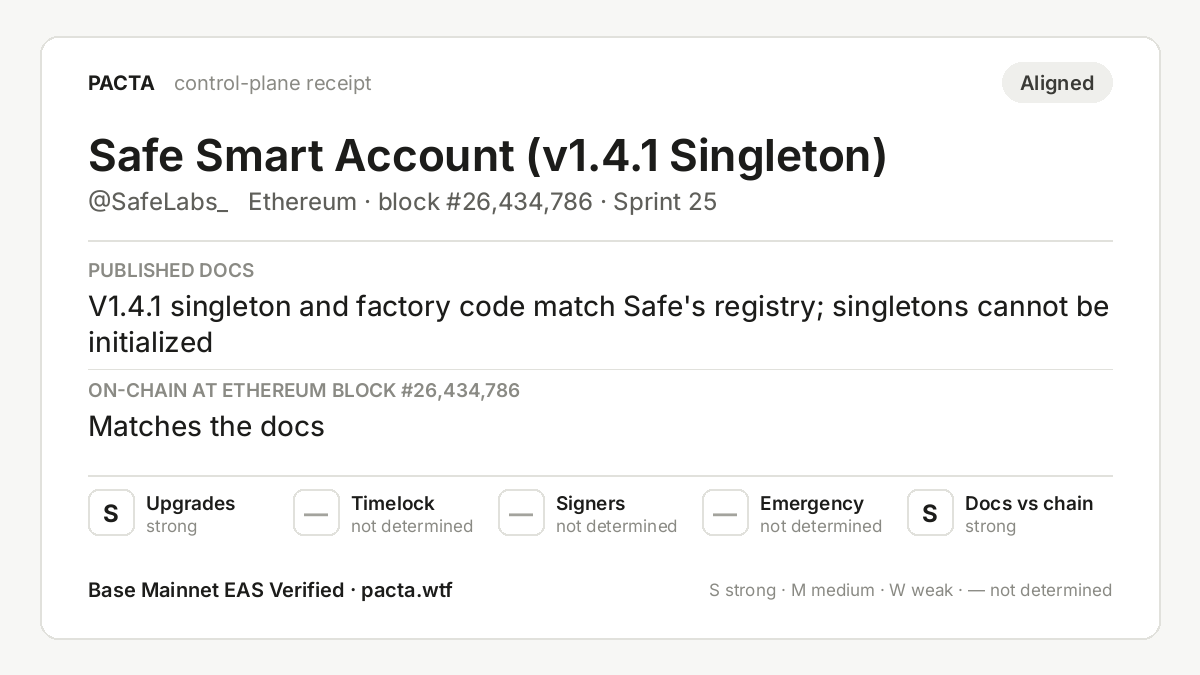 PACTA control-plane receipt Aligned
Safe Smart Account (v1.4.1 Singleton)
@SafeLabs_ Ethereum · block #26,434,786 · Sprint 25
PUBLISHED DOCS
V1.4.1 singleton and factory code match Safe's registry; singletons cannot be
initialized
ON-CHAIN AT ETHEREUM BLOCK #26,434,786
Matches the docs
S Upgrades — Timelock — Signers — Emergency S Docs vs chain
strong not determined not determined not determined strong
Base Mainnet EAS Verified · pacta.wtf S strong · M medium · W weak · — not determined